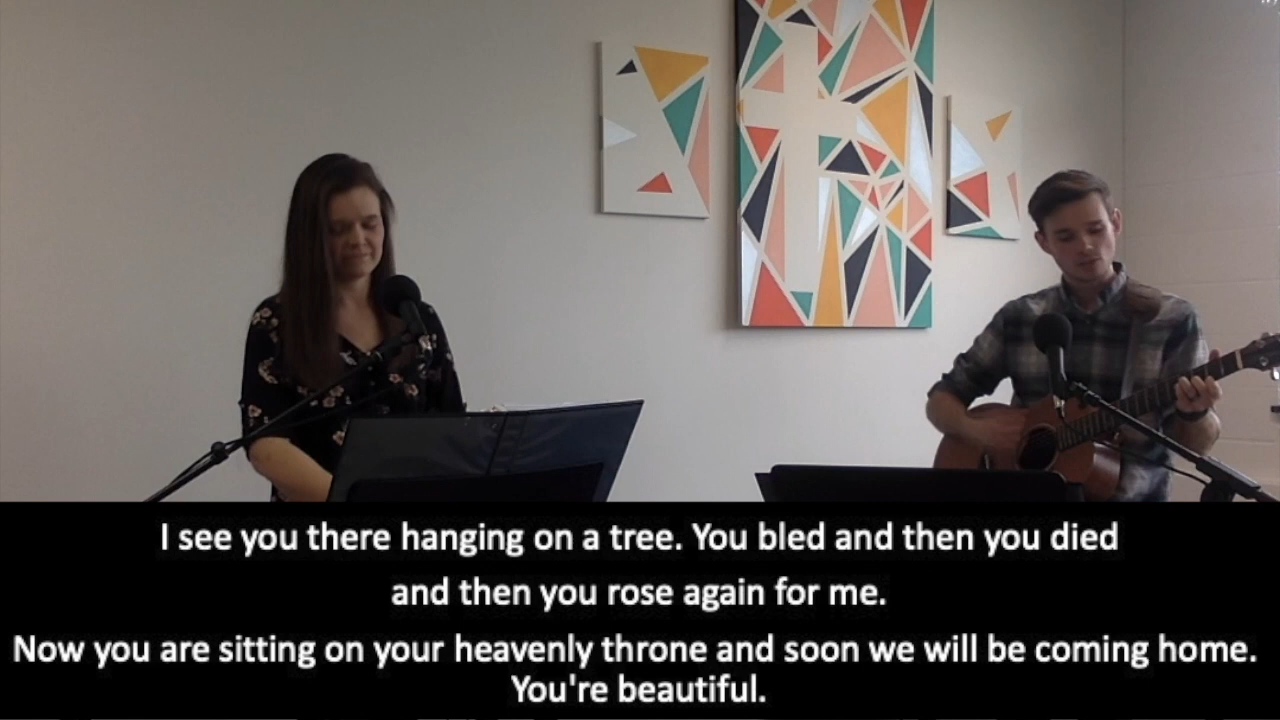 I see you there hanging on a tree. You bled and then you died
and then you rose again for me.
Now you are sitting on your heavenly throne and soon we will be coming home.
You're beautiful.